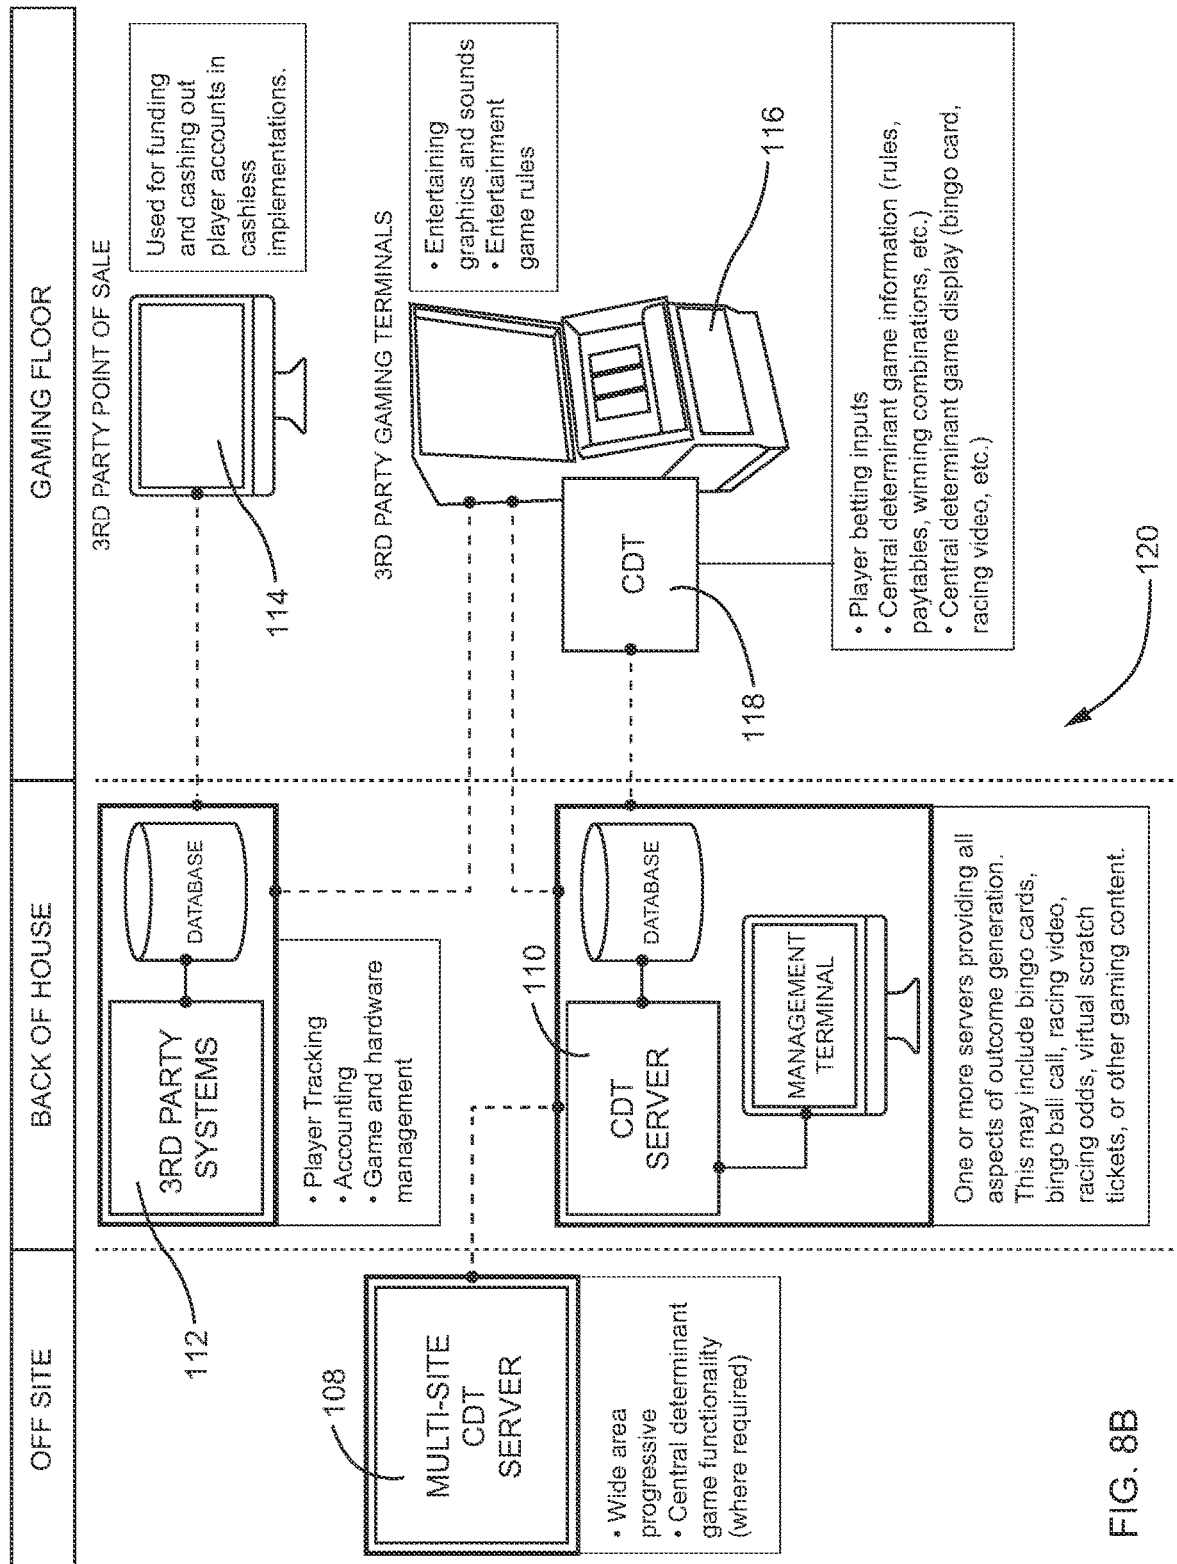 OFF SITE
BACK OF HOUSE
GAMING FLOOR
112
3RD PARTY
SYSTEMS
DATABASE
• Player Tracking
• Accounting
• Game and hardware
management
3RD PARTY POINT OF SALE
114
Used for funding
and cashing out
player accounts in
cashless
implementations.
108
MULTI-SITE
CDT
SERVER
• Wide area
progressive
• Central determinant
game functionality
(where required)
110
CDT
SERVER
DATABASE
MANAGEMENT
TERMINAL
One or more servers providing all
aspects of outcome generation.
This may include bingo cards,
bingo ball call, racing video,
racing odds, virtual scratch
tickets, or other gaming content.
3RD PARTY GAMING TERMINALS
• Entertaining
graphics and sounds
• Entertainment
game rules
CDT
118
116
• Player betting inputs
• Central determinant game information (rules,
paytables, winning combinations, etc.)
• Central determinant game display (bingo card,
racing video, etc.)
120
FIG. 8B